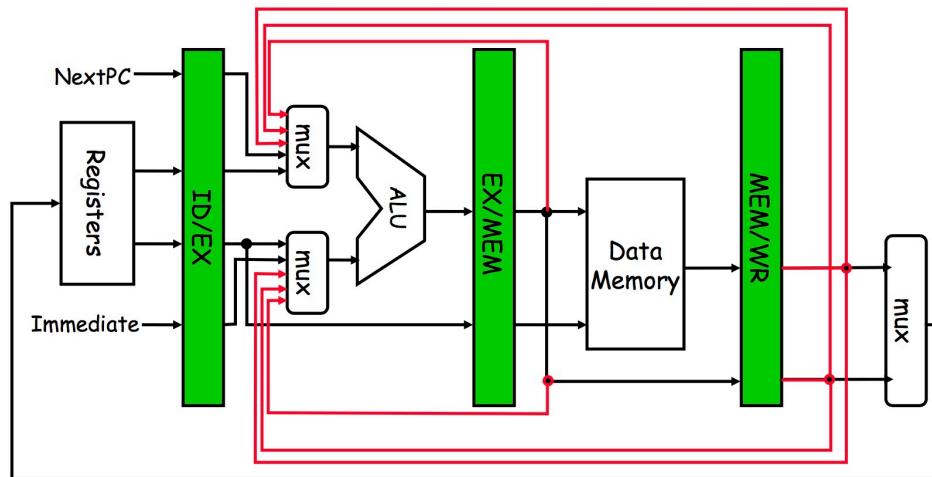 NextPC
Registers
Immediate
ID/EX
mux
mux
ALU
EX/MEM
Data
Memory
MEM/WR
mux